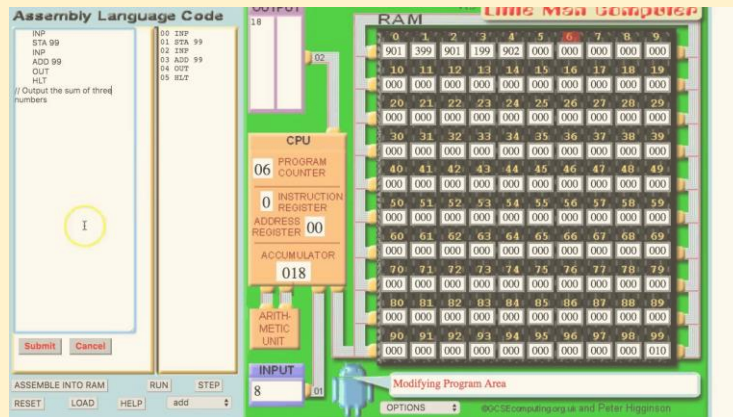 Assembly Language Code
INP
STA 99
INP
ADD 99
OUT
HLT
// Output the sum of three
numbers
00 INP
01 STA 99
02 INP
03 ADD 99
04 OUT
05 HLT
Submit
Cancel
ASSEMBLE INTO RAM
RUN
STEP
RESET
LOAD
HELP
add
OUTPUT
18
02
CPU
06
PROGRAM
COUNTER
0
INSTRUCTION
REGISTER
ADDRESS
REGISTER
00
ACCUMULATOR
018
ARITH-
METIC
UNIT
INPUT
8
01
RAM
Little Man Computer
0 1 2 3 4 5 6 7 8 9
901 399 901 199 902 000 000 000 000 000
10 11 12 13 14 15 16 17 18 19
000 000 000 000 000 000 000 000 000 000
20 21 22 23 24 25 26 27 28 29
000 000 000 000 000 000 000 000 000 000
30 31 32 33 34 35 36 37 38 39
000 000 000 000 000 000 000 000 000 000
40 41 42 43 44 45 46 47 48 49
000 000 000 000 000 000 000 000 000 000
50 51 52 53 54 55 56 57 58 59
000 000 000 000 000 000 000 000 000 000
60 61 62 63 64 65 66 67 68 69
000 000 000 000 000 000 000 000 000 000
70 71 72 73 74 75 76 77 78 79
000 000 000 000 000 000 000 000 000 000
80 81 82 83 84 85 86 87 88 89
000 000 000 000 000 000 000 000 000 000
90 91 92 93 94 95 96 97 98 99
000 000 000 000 000 000 000 000 000 010
Modifying Program Area
OPTIONS
©GCSEcomputing.org.uk and Peter Higginson